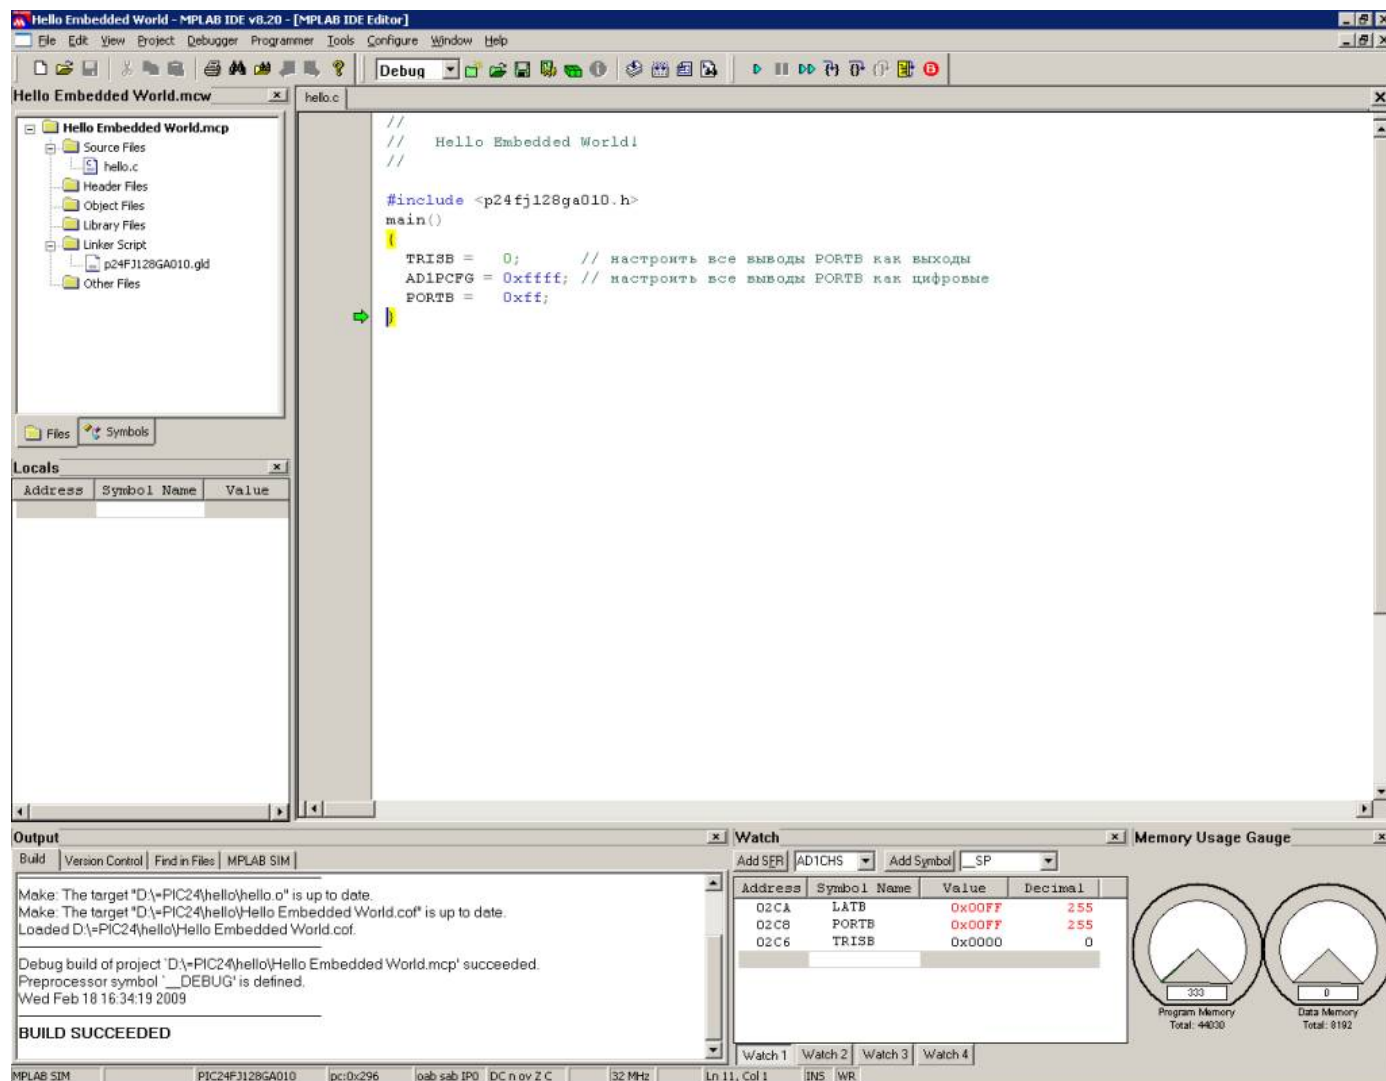 Hello Embedded World - MPLAB IDE v8.20 - [MPLAB IDE Editor]
File Edit View Project Debugger Programmer Tools Configure Window Help
Debug
Hello Embedded World.mcw
Hello Embedded World.mcp
Source Files
hello.c
Header Files
Object Files
Library Files
Linker Script
p24FJ128GA010.gld
Other Files
Files Symbols
Locals
Address Symbol Name Value
hello.c
//
// Hello Embedded World!
//
#include <p24fj128ga010.h>
main()
{
TRISB = 0; // настроить все выводы PORTB как выходы
AD1PCFG = 0xffff; // настроить все выводы PORTB как цифровые
PORTB = 0xff;
}
Output
Build Version Control Find in Files MPLAB SIM
Make: The target "D:\=PIC24\hello\hello.o" is up to date.
Make: The target "D:\=PIC24\hello\Hello Embedded World.cof" is up to date.
Loaded D:\=PIC24\hello\Hello Embedded World.cof.
Debug build of project `D:\=PIC24\hello\Hello Embedded World.mcp' succeeded.
Preprocessor symbol `__DEBUG' is defined.
Wed Feb 18 16:34:19 2009
BUILD SUCCEEDED
Watch
Add SFR AD1CHS Add Symbol __SP
Address Symbol Name Value Decimal
02CA LATB 0x00FF 255
02C8 PORTB 0x00FF 255
02C6 TRISB 0x0000 0
Watch 1 Watch 2 Watch 3 Watch 4
Memory Usage Gauge
333 0
Program Memory Data Memory
Total: 44030 Total: 8192
MPLAB SIM PIC24FJ128GA010 pc:0x296 oab sab IP0 DC n ov Z C 32 MHz Ln 11, Col 1 INS WR